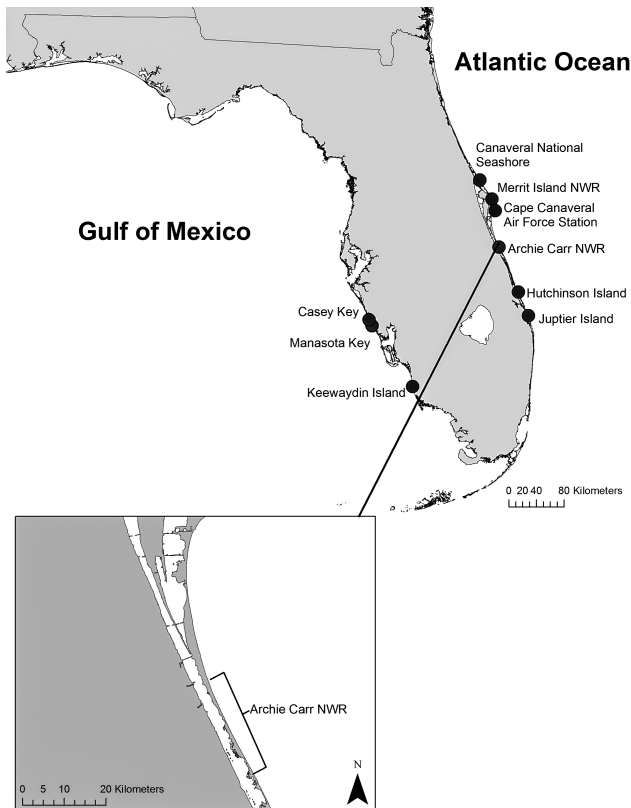 Atlantic Ocean
Canaveral National
Seashore
Merrit Island NWR
Cape Canaveral
Air Force Station
Gulf of Mexico
Archie Carr NWR
Hutchinson Island
Casey Key
Juptier Island
Manasota Key
Keewaydin Island
0 20 40 80 Kilometers
Archie Carr NWR
N
0 5 10 20 Kilometers